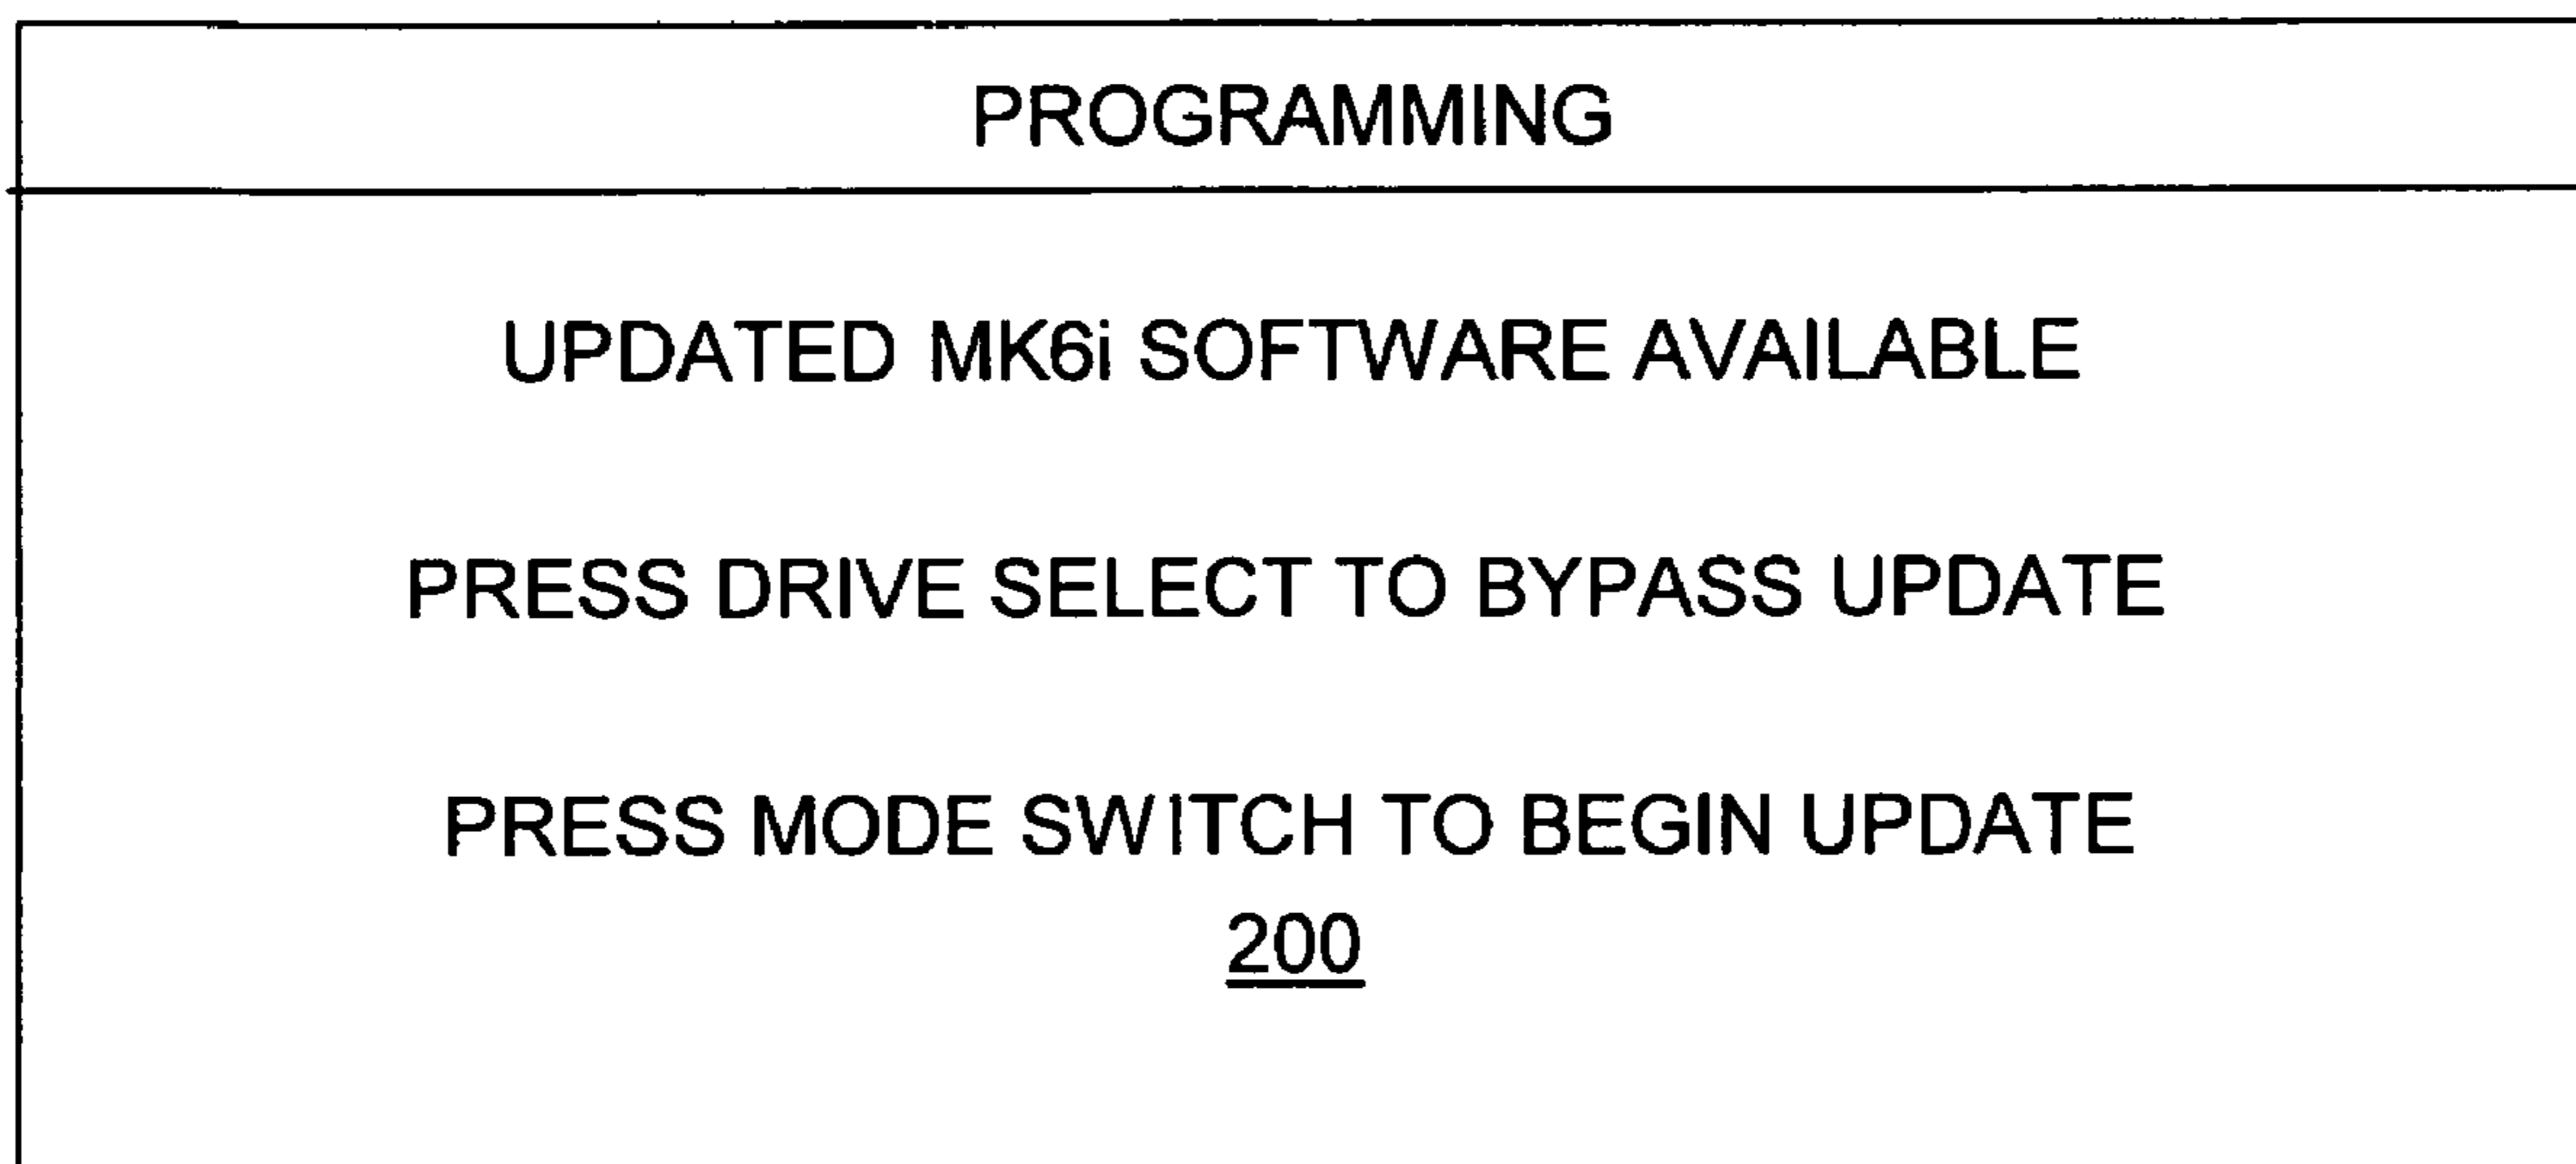 PROGRAMMING
UPDATED MK6i SOFTWARE AVAILABLE
PRESS DRIVE SELECT TO BYPASS UPDATE
PRESS MODE SWITCH TO BEGIN UPDATE
200